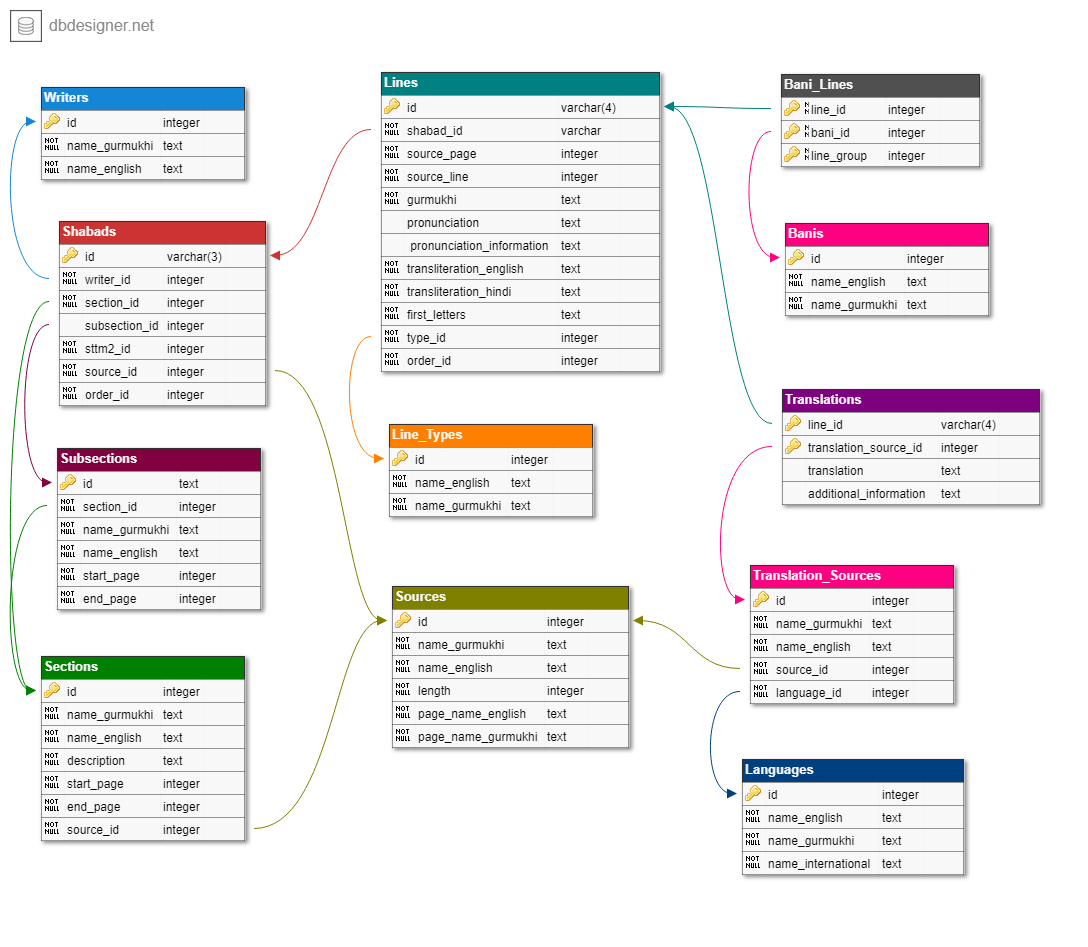 dbdesigner.net
Writers
id integer
NOT NULL name_gurmukhi text
NOT NULL name_english text
Shabads
id varchar(3)
NOT NULL writer_id integer
NOT NULL section_id integer
subsection_id integer
NOT NULL sttm2_id integer
NOT NULL source_id integer
NOT NULL order_id integer
Subsections
id text
NOT NULL section_id integer
NOT NULL name_gurmukhi text
NOT NULL name_english text
NOT NULL start_page integer
NOT NULL end_page integer
Sections
id integer
NOT NULL name_gurmukhi text
NOT NULL name_english text
NOT NULL description text
NOT NULL start_page integer
NOT NULL end_page integer
NOT NULL source_id integer
Lines
id varchar(4)
NOT NULL shabad_id varchar
NOT NULL source_page integer
NOT NULL source_line integer
NOT NULL gurmukhi text
pronunciation text
pronunciation_information text
NOT NULL transliteration_english text
NOT NULL transliteration_hindi text
NOT NULL first_letters text
NOT NULL type_id integer
NOT NULL order_id integer
Line_Types
id integer
NOT NULL name_english text
NOT NULL name_gurmukhi text
Sources
id integer
NOT NULL name_gurmukhi text
NOT NULL name_english text
NOT NULL length integer
NOT NULL page_name_english text
NOT NULL page_name_gurmukhi text
Bani_Lines
N N line_id integer
N N bani_id integer
N N line_group integer
Banis
id integer
NOT NULL name_english text
NOT NULL name_gurmukhi text
Translations
line_id varchar(4)
translation_source_id integer
translation text
additional_information text
Translation_Sources
id integer
NOT NULL name_gurmukhi text
NOT NULL name_english text
NOT NULL source_id integer
NOT NULL language_id integer
Languages
id integer
NOT NULL name_english text
NOT NULL name_gurmukhi text
NOT NULL name_international text